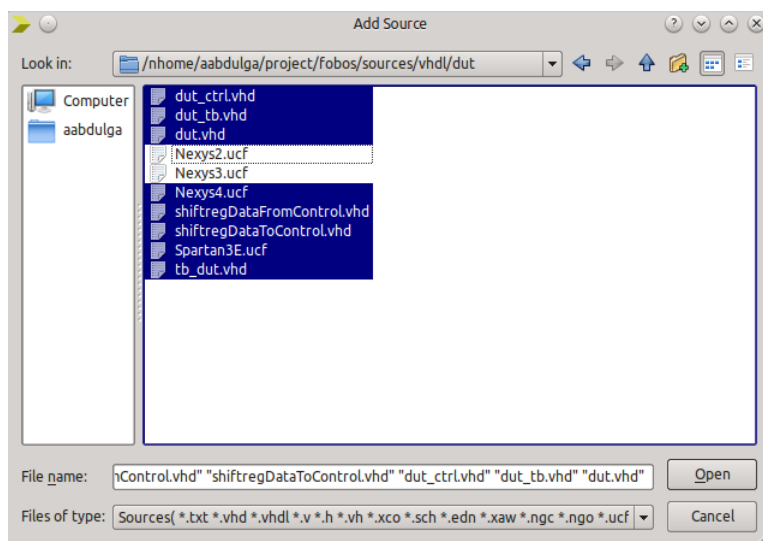 Add Source
Look in: /nhome/aabdulga/project/fobos/sources/vhdl/dut
Computer
aabdulga
dut_ctrl.vhd
dut_tb.vhd
dut.vhd
Nexys2.ucf
Nexys3.ucf
Nexys4.ucf
shiftregDataFromControl.vhd
shiftregDataToControl.vhd
Spartan3E.ucf
tb_dut.vhd
File name: nControl.vhd" "shiftregDataToControl.vhd" "dut_ctrl.vhd" "dut_tb.vhd" "dut.vhd" Open
Files of type: Sources( *.txt *.vhd *.vhdl *.v *.h *.vh *.xco *.sch *.edn *.xaw *.ngc *.ngo *.ucf Cancel